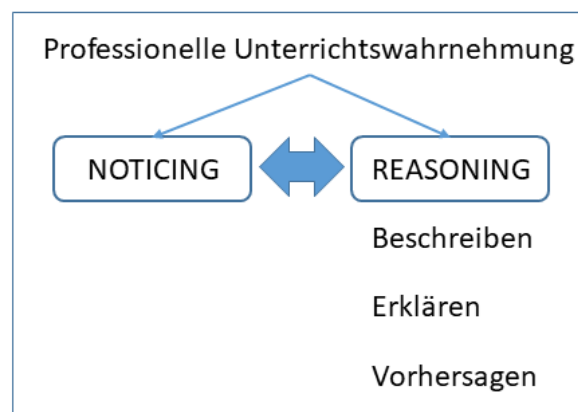 Professionelle Unterrichtswahrnehmung
NOTICING
REASONING
Beschreiben
Erklären
Vorhersagen